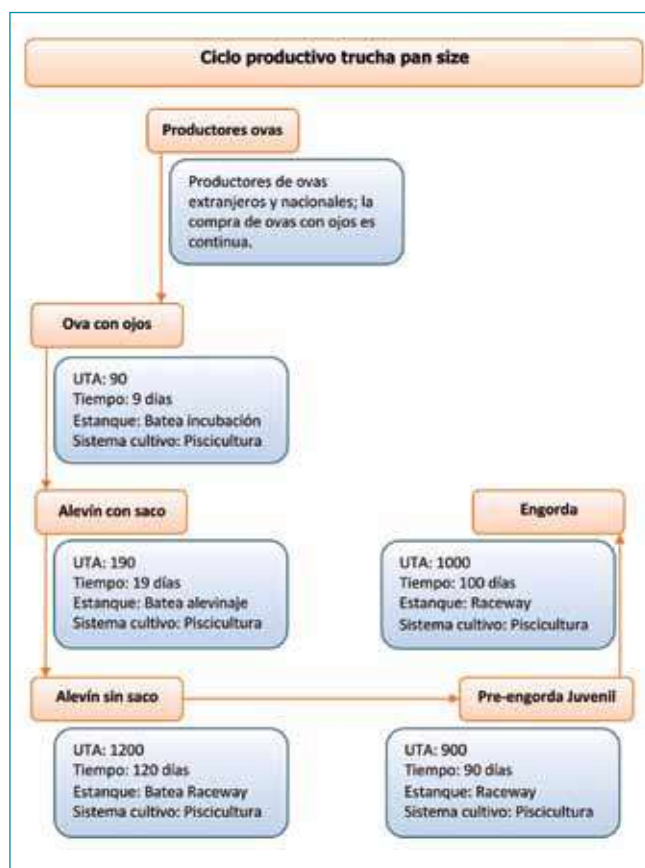 Ciclo productivo trucha pan size
Productores ovas
Productores de ovas
extranjeros y nacionales; la
compra de ovas con ojos es
continua.
Ova con ojos
UTA: 90
Tiempo: 9 días
Estanque: Batea incubación
Sistema cultivo: Piscicultura
Alevín con saco
UTA: 190
Tiempo: 19 días
Estanque: Batea alevinaje
Sistema cultivo: Piscicultura
Alevín sin saco
UTA: 1200
Tiempo: 120 días
Estanque: Batea Raceway
Sistema cultivo: Piscicultura
Pre-engorda Juvenil
UTA: 900
Tiempo: 90 días
Estanque: Raceway
Sistema cultivo: Piscicultura
Engorda
UTA: 1000
Tiempo: 100 días
Estanque: Raceway
Sistema cultivo: Piscicultura